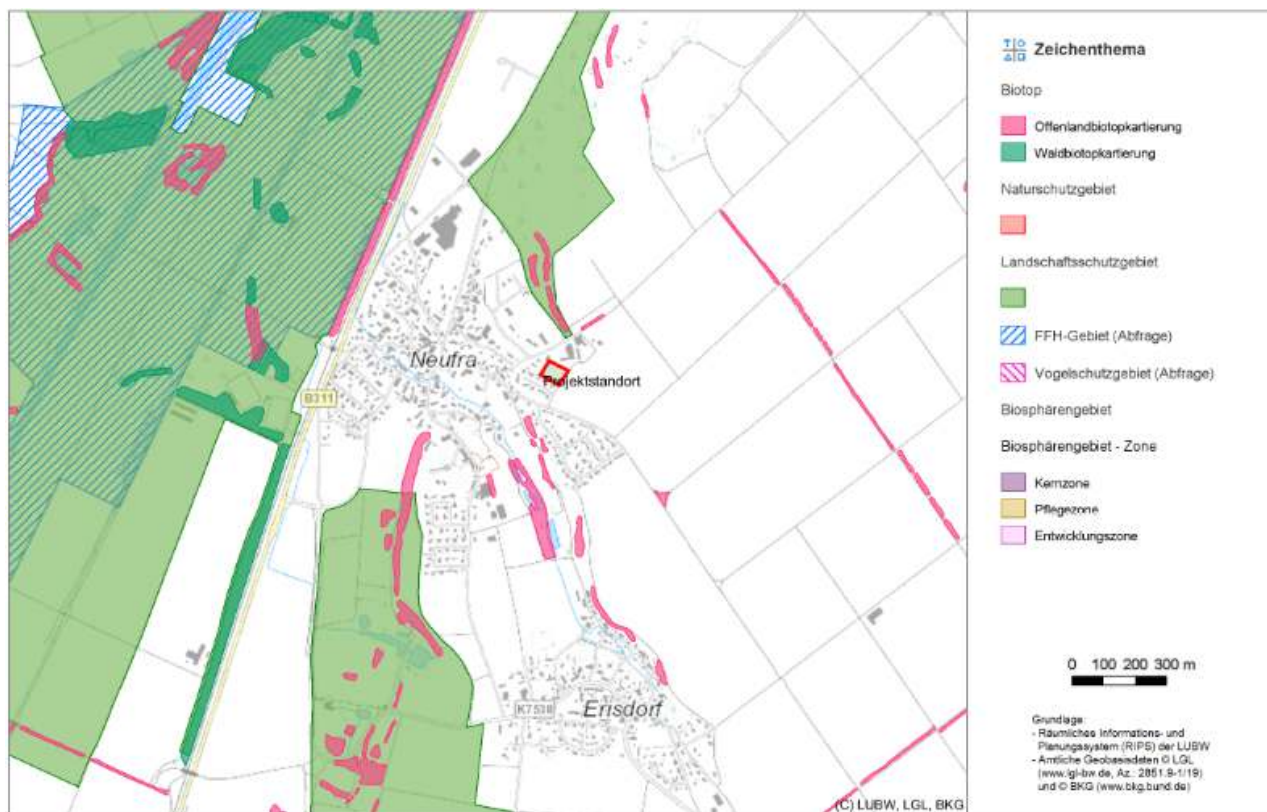 Zeichenthema
Biotop
Offenlandbiotopkartierung
Waldbiotopkartierung
Naturschutzgebiet
Landschaftsschutzgebiet
FFH-Gebiet (Abfrage)
Vogelschutzgebiet (Abfrage)
Biosphärengebiet
Biosphärengebiet - Zone
Kernzone
Pflegezone
Entwicklungszone
Neufra
Projektstandort
B311
K7538
Erisdorf
0 100 200 300 m
Grundlage:
- Räumliches Informations- und
Planungssystem (RIPS) der LUBW
- Amtliche Geobasisdaten © LGL
(www.lgl-bw.de, Az.: 2851.9-1/19)
und © BKG (www.bkg.bund.de)
(C) LUBW, LGL, BKG